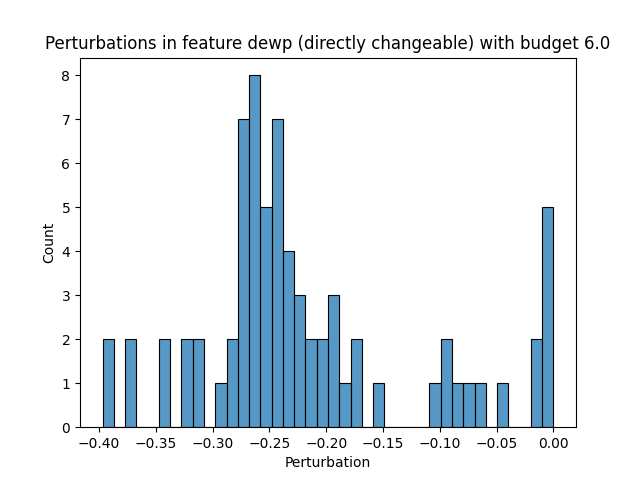 Perturbations in feature dewp (directly changeable) with budget 6.0
8
7
6
5
4
3
2
1
0
Count
−0.40 −0.35 −0.30 −0.25 −0.20 −0.15 −0.10 −0.05 0.00
Perturbation